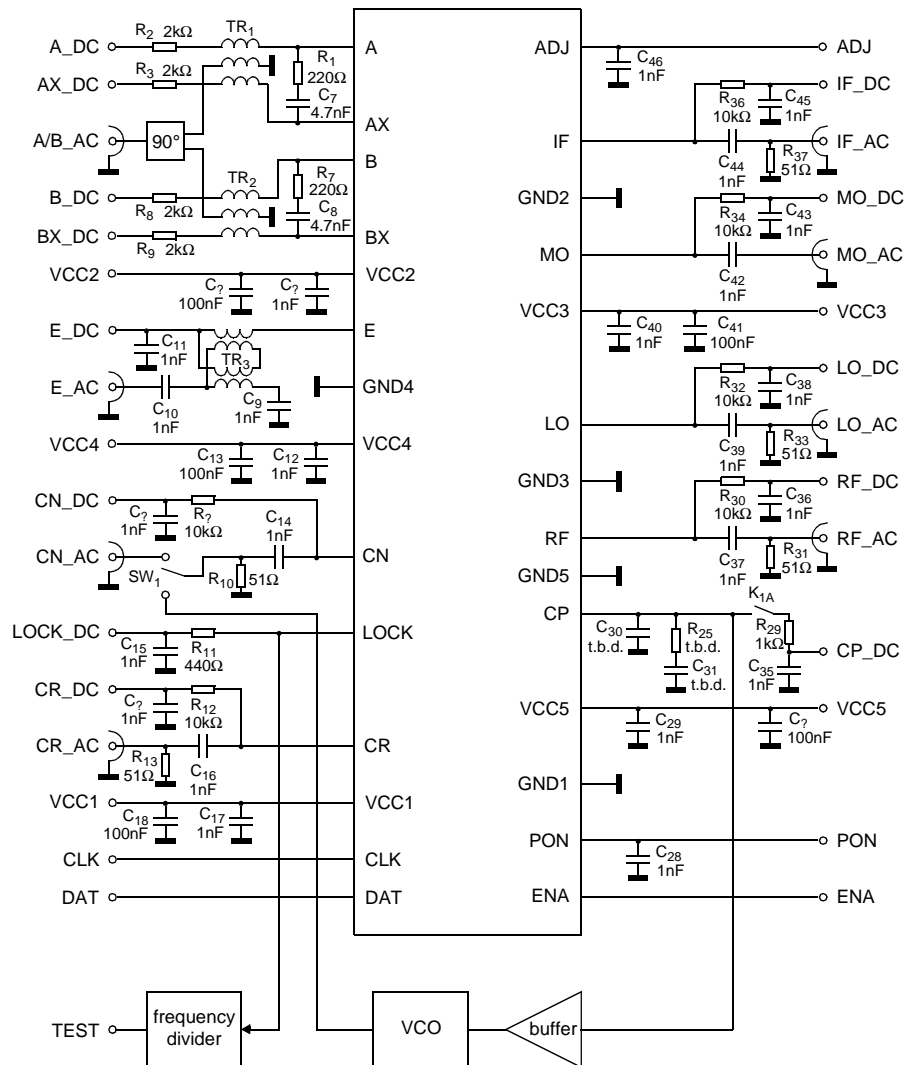 A_DC
R2 2kΩ
TR1
A
R1
220Ω
C7
4.7nF
AX_DC
R3 2kΩ
AX
A/B_AC
90°
B
R7
220Ω
C8
4.7nF
B_DC
R8 2kΩ
TR2
BX_DC
R9 2kΩ
BX
VCC2
C?
100nF
C?
1nF
VCC2
E_DC
C11
1nF
TR3
E
E_AC
C10
1nF
C9
1nF
GND4
VCC4
C13
100nF
C12
1nF
VCC4
CN_DC
C?
1nF
R?
10kΩ
C14
1nF
CN_AC
SW1
R10
51Ω
CN
LOCK_DC
C15
1nF
R11
440Ω
LOCK
CR_DC
C?
1nF
R12
10kΩ
CR_AC
R13
51Ω
C16
1nF
CR
VCC1
C18
100nF
C17
1nF
VCC1
CLK
CLK
DAT
DAT
ADJ
C46
1nF
ADJ
IF_DC
R36
10kΩ
C45
1nF
IF
C44
1nF
R37
51Ω
IF_AC
GND2
MO_DC
R34
10kΩ
C43
1nF
MO
C42
1nF
MO_AC
VCC3
C40
1nF
C41
100nF
VCC3
LO_DC
R32
10kΩ
C38
1nF
LO
C39
1nF
R33
51Ω
LO_AC
GND3
RF_DC
R30
10kΩ
C36
1nF
RF
C37
1nF
R31
51Ω
RF_AC
GND5
CP
C30
t.b.d.
R25
t.b.d.
C31
t.b.d.
K1A
R29
1kΩ
C35
1nF
CP_DC
VCC5
C29
1nF
C?
100nF
VCC5
GND1
PON
C28
1nF
PON
ENA
ENA
TEST
frequency
divider
VCO
buffer